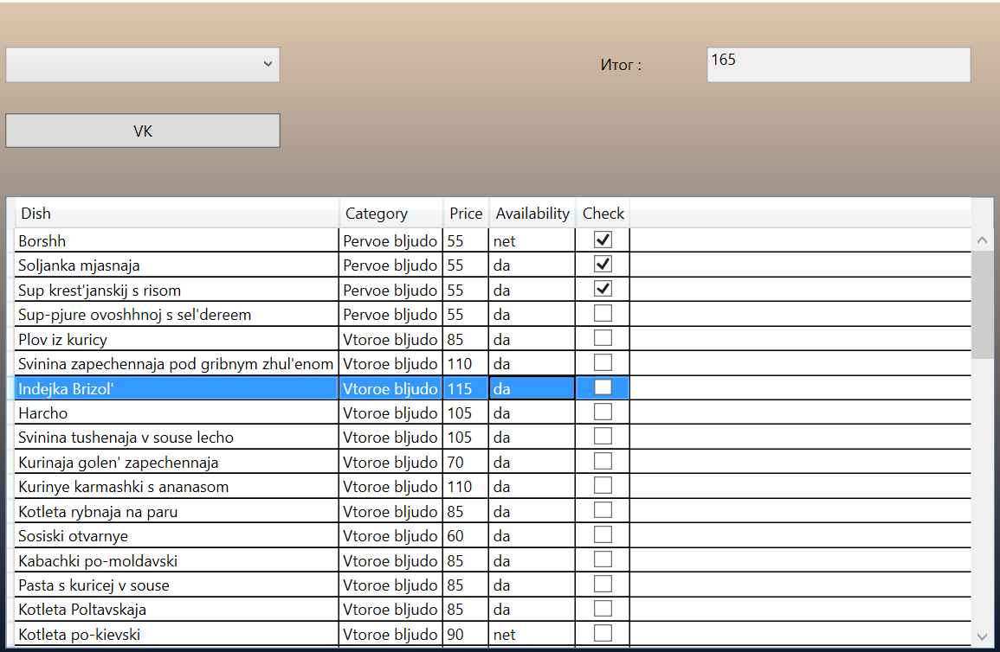 Итог : 165
VK
Dish Category Price Availability Check
Borshh Pervoe bljudo 55 net
Soljanka mjasnaja Pervoe bljudo 55 da
Sup krest'janskij s risom Pervoe bljudo 55 da
Sup-pjure ovoshhnoj s sel'dereem Pervoe bljudo 55 da
Plov iz kuricy Vtoroe bljudo 85 da
Svinina zapechennaja pod gribnym zhul'enom Vtoroe bljudo 110 da
Indejka Brizol' Vtoroe bljudo 115 da
Harcho Vtoroe bljudo 105 da
Svinina tushenaja v souse lecho Vtoroe bljudo 105 da
Kurinaja golen' zapechennaja Vtoroe bljudo 70 da
Kurinye karmashki s ananasom Vtoroe bljudo 110 da
Kotleta rybnaja na paru Vtoroe bljudo 85 da
Sosiski otvarnye Vtoroe bljudo 60 da
Kabachki po-moldavski Vtoroe bljudo 85 da
Pasta s kuricej v souse Vtoroe bljudo 85 da
Kotleta Poltavskaja Vtoroe bljudo 85 da
Kotleta po-kievski Vtoroe bljudo 90 net